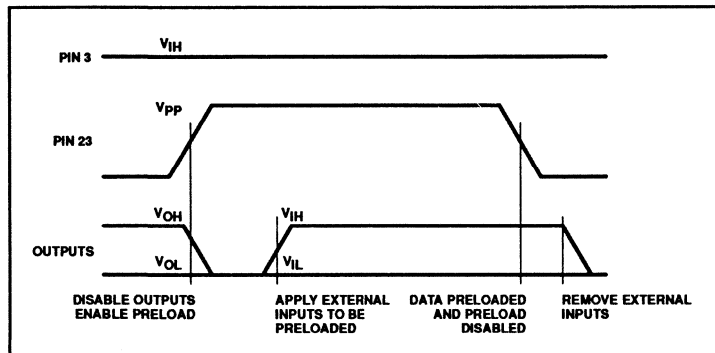 PIN 3
VIH
VPP
PIN 23
VOH
VIH
OUTPUTS
VOL
VIL
DISABLE OUTPUTS
ENABLE PRELOAD
APPLY EXTERNAL
INPUTS TO BE
PRELOADED
DATA PRELOADED
AND PRELOAD
DISABLED
REMOVE EXTERNAL
INPUTS